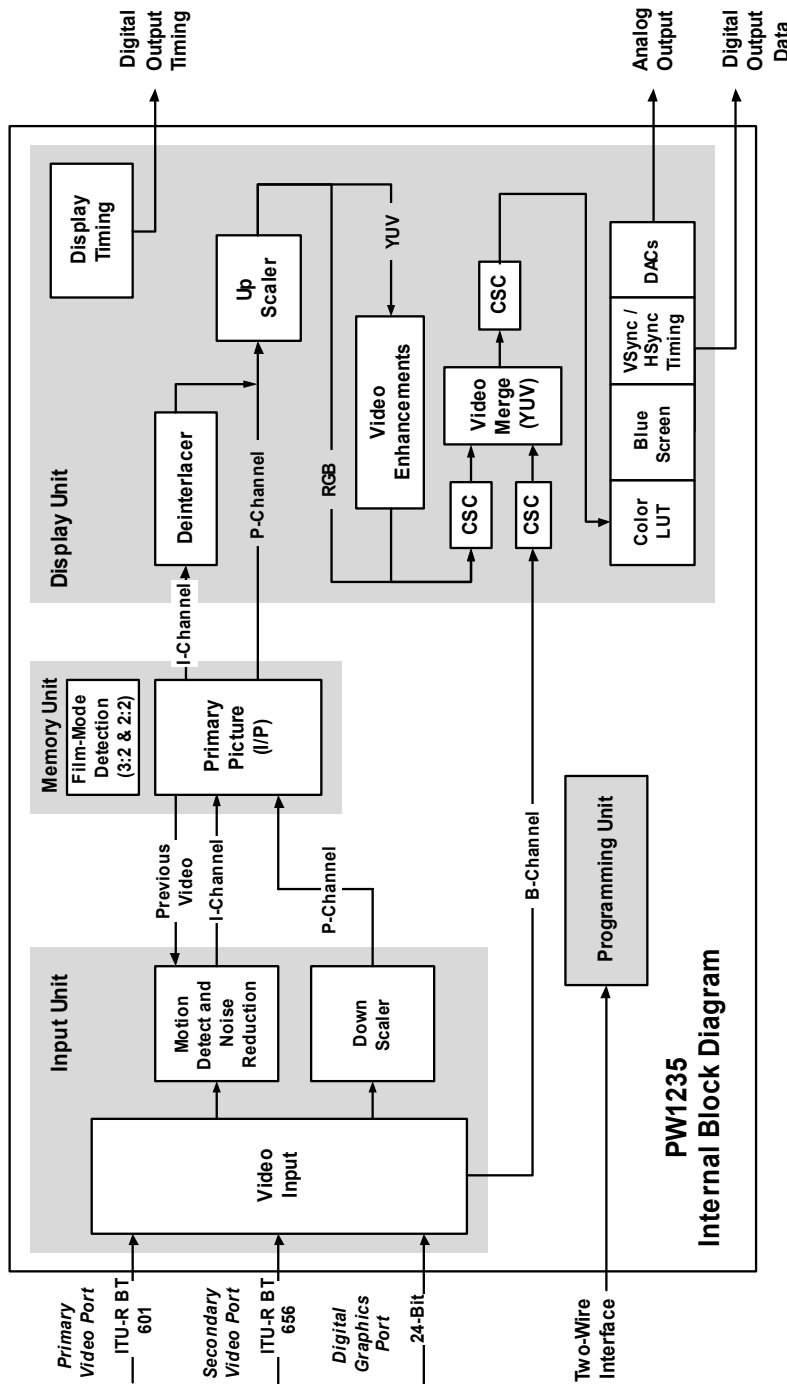 Primary
Video Port
ITU-R BT
601
Secondary
Video Port
ITU-R BT
656
Digital
Graphics
Port
24-Bit
Two-Wire
Interface
Input Unit
Video
Input
Motion
Detect and
Noise
Reduction
Down
Scaler
Previous
Video
I-Channel
P-Channel
B-Channel
Memory Unit
Film-Mode
Detection
(3:2 & 2:2)
Primary
Picture
(I/P)
I-Channel
P-Channel
Display Unit
Deinterlacer
Display
Timing
Up
Scaler
RGB
YUV
Video
Enhancements
CSC
CSC
Video
Merge
(YUV)
CSC
Color
LUT
Blue
Screen
VSync /
HSync
Timing
DACs
Digital
Output
Timing
Analog
Output
Digital
Output
Data
Programming Unit
PW1235
Internal Block Diagram